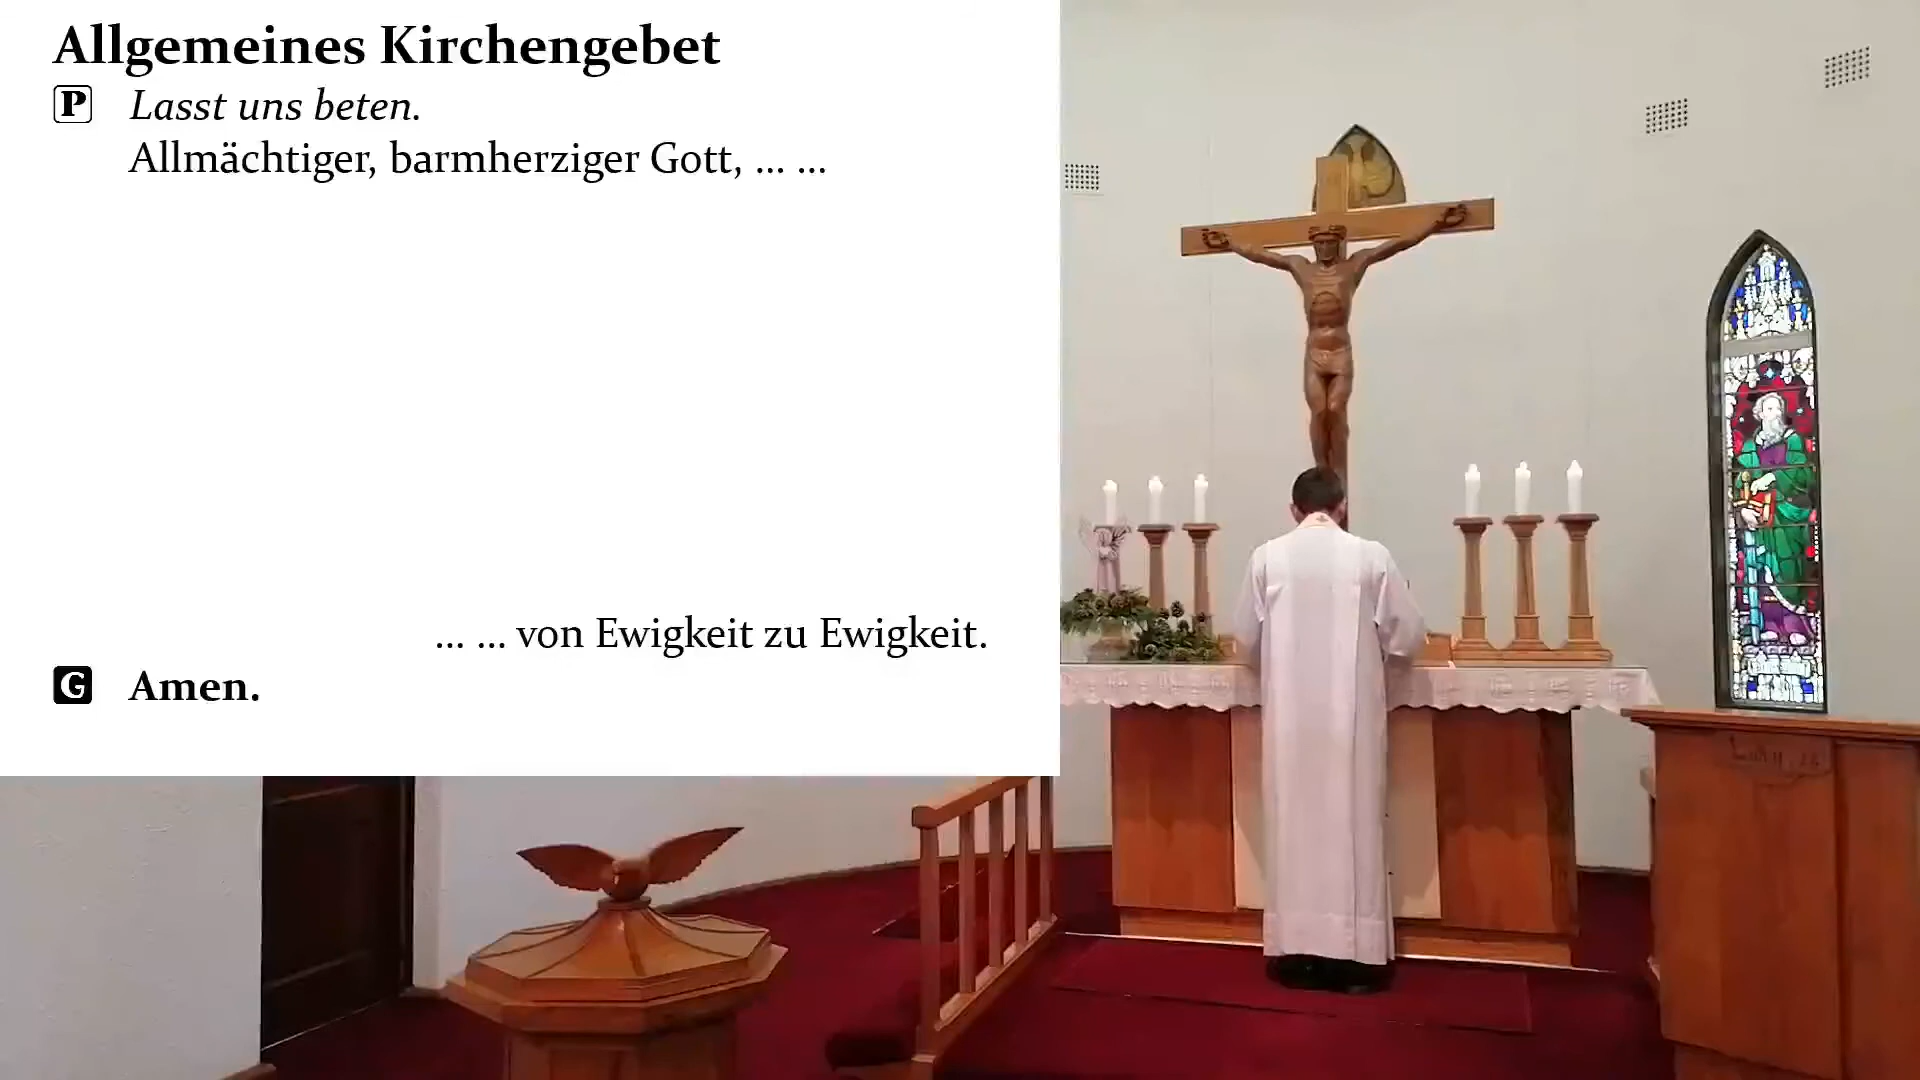 Allgemeines Kirchengebet
P Lasst uns beten.
Allmächtiger, barmherziger Gott, ... ...
... ... von Ewigkeit zu Ewigkeit.
G Amen.